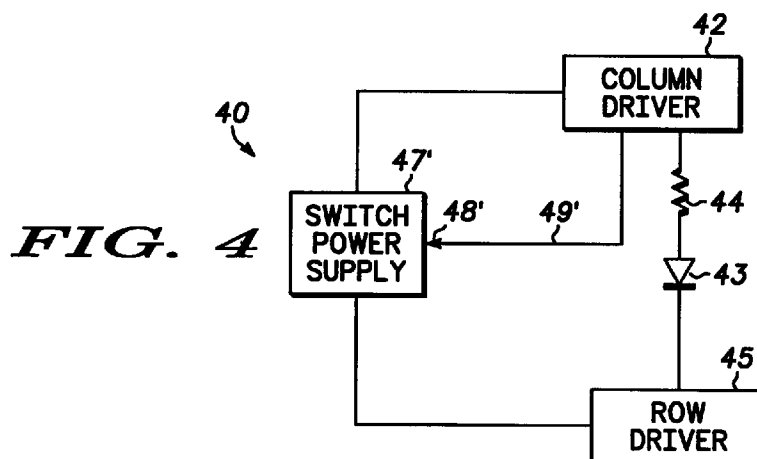 42
COLUMN
DRIVER
40
47'
SWITCH
POWER
SUPPLY
48'
49'
44
FIG. 4
43
45
ROW
DRIVER